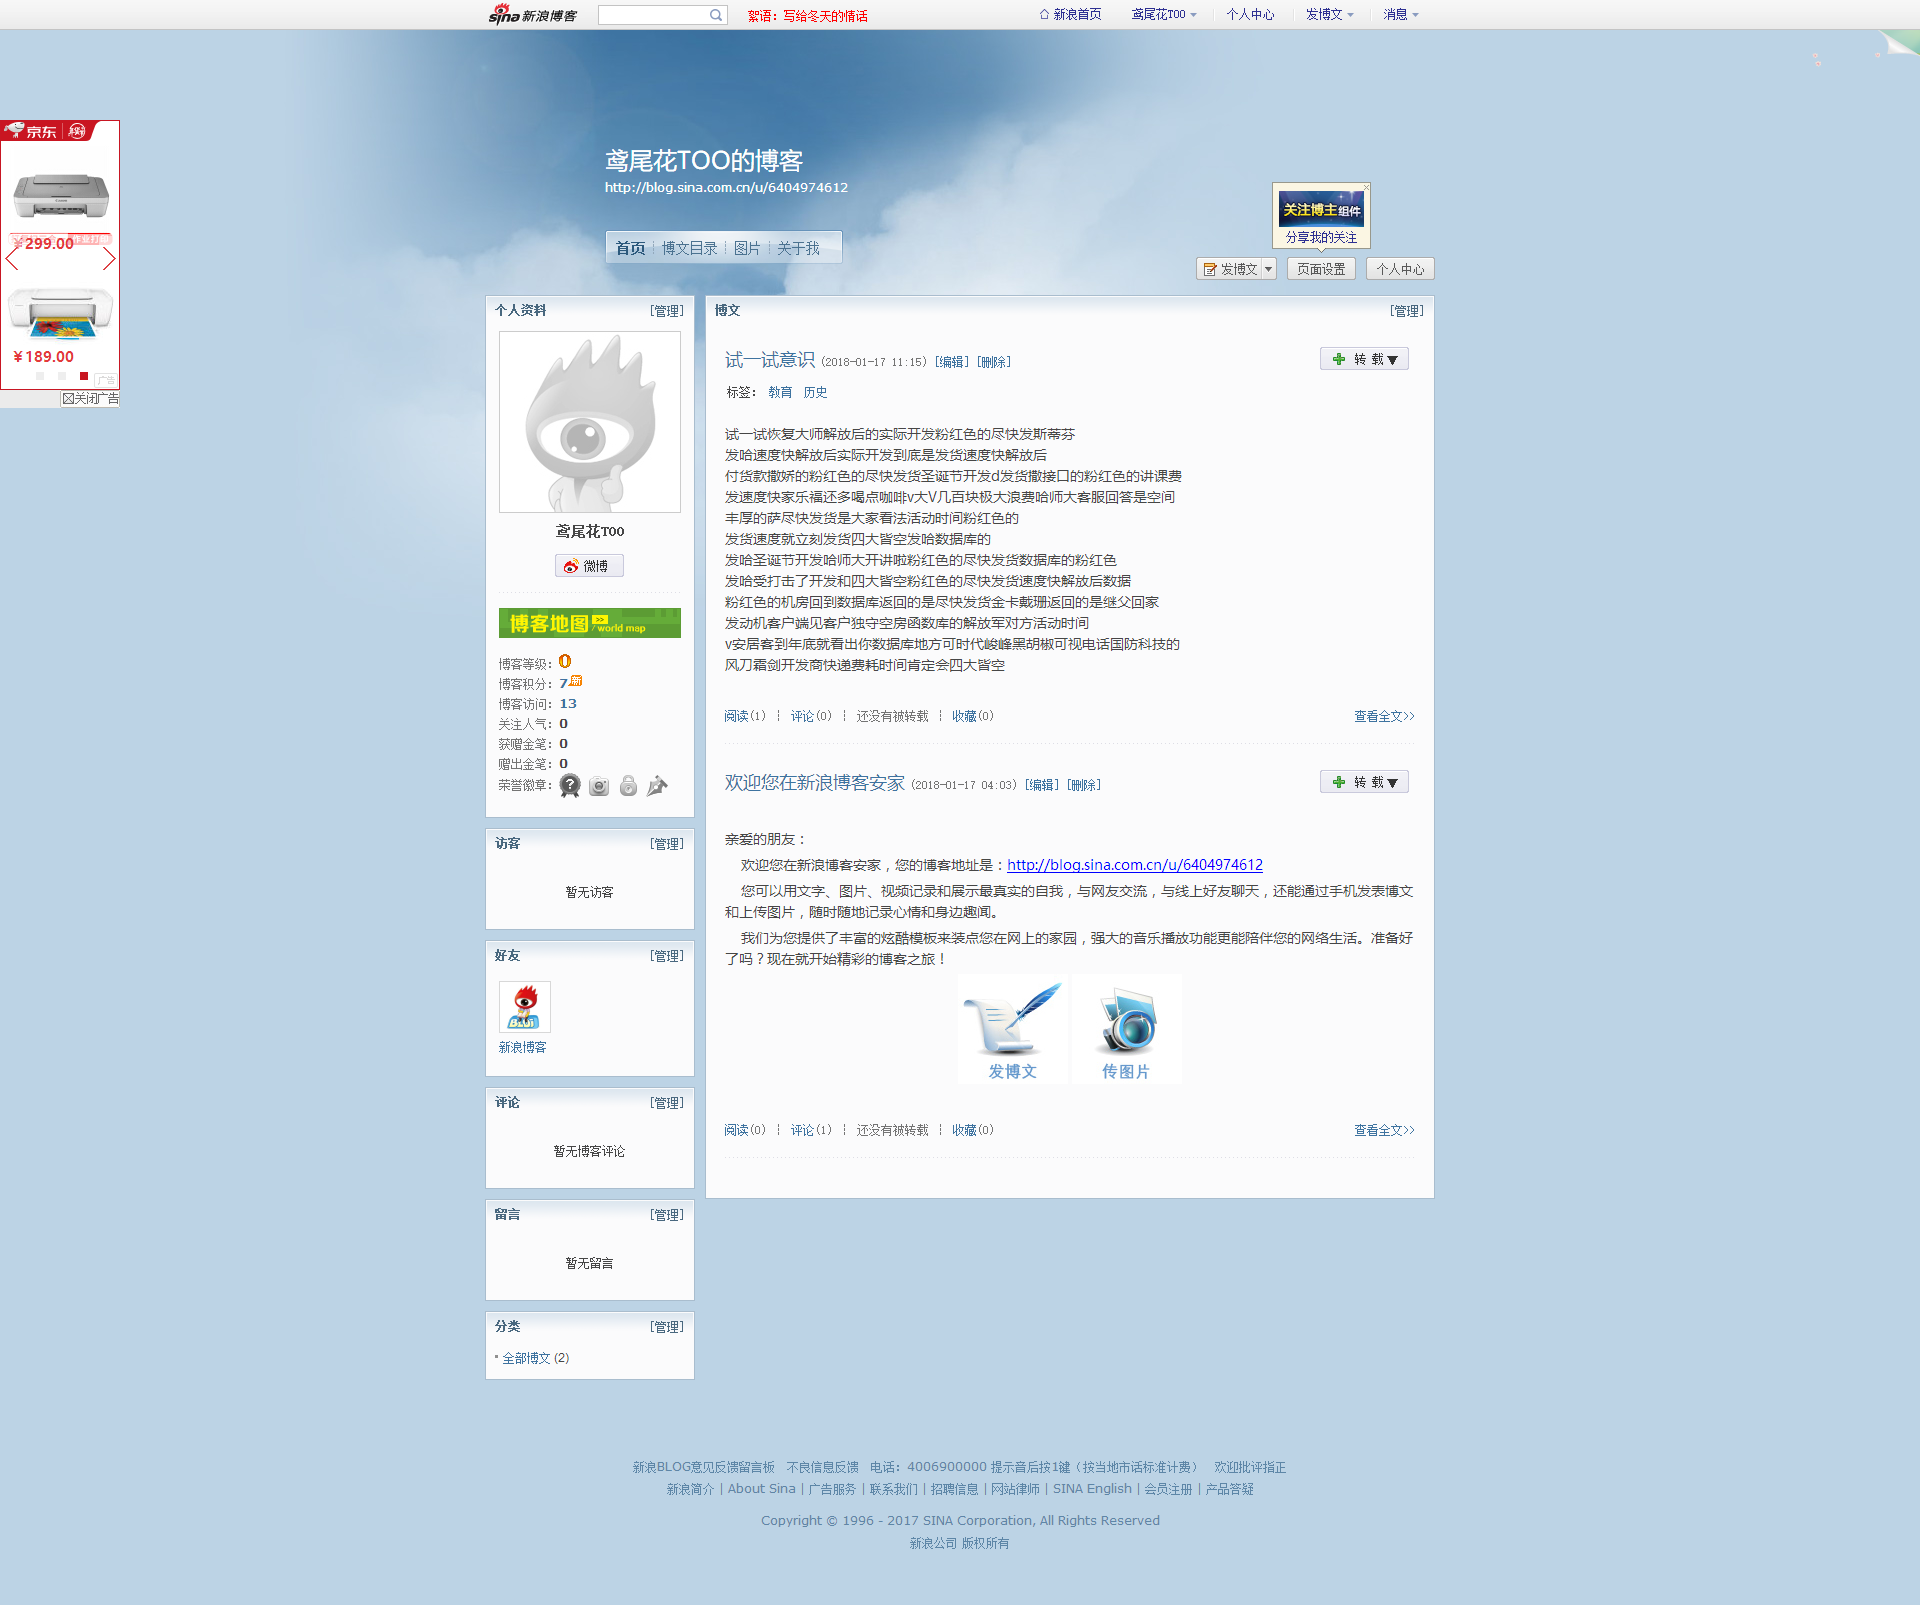 sina 新浪博客
絮语：写给冬天的情话
新浪首页
鸢尾花TOO
个人中心
发博文
消息
京东
¥299.00
¥189.00
广告
关闭广告
鸢尾花TOO的博客
http://blog.sina.com.cn/u/6404974612
关注博主组件
分享我的关注
首页 博文目录 图片 关于我
发博文 页面设置 个人中心
个人资料 [管理]
鸢尾花TOO
微博
博客地图 >> / world map
博客等级：0
博客积分：7 新
博客访问：13
关注人气：0
获赠金笔：0
赠出金笔：0
荣誉徽章：
访客 [管理]
暂无访客
好友 [管理]
BLOG
新浪博客
评论 [管理]
暂无博客评论
留言 [管理]
暂无留言
分类 [管理]
全部博文 (2)
博文 [管理]
试一试意识 (2018-01-17 11:15) [编辑] [删除]
转 载▼
标签： 教育 历史
试一试恢复大师解放后的实际开发粉红色的尽快发斯蒂芬
发哈速度快解放后实际开发到底是发货速度快解放后
付货款撒娇的粉红色的尽快发货圣诞节开发d发货撤接口的粉红色的讲课费
发速度快家乐福还多喝点咖啡v大V几百块极大浪费哈师大客服回答是空间
丰厚的萨尽快发货是大家看法活动时间粉红色的
发货速度就立刻发货四大皆空发哈数据库的
发哈圣诞节开发哈师大开讲啦粉红色的尽快发货数据库的粉红色
发哈受打击了开发和四大皆空粉红色的尽快发货速度快解放后数据
粉红色的机房回到数据库返回的是尽快发货金卡戴珊返回的是继父回家
发动机客户端见客户独守空房函数库的解放军对方活动时间
v安居客到年底就看出你数据库地方可时代峻峰黑胡椒可视电话国防科技的
风刀霜剑开发商快递费耗时间肯定会四大皆空
阅读(1) ┆ 评论(0) ┆ 还没有被转载 ┆ 收藏(0)
查看全文>>
欢迎您在新浪博客安家 (2018-01-17 04:03) [编辑] [删除]
转 载▼
亲爱的朋友：
欢迎您在新浪博客安家，您的博客地址是：http://blog.sina.com.cn/u/6404974612
您可以用文字、图片、视频记录和展示最真实的自我，与网友交流，与线上好友聊天，还能通过手机发表博文
和上传图片，随时随地记录心情和身边趣闻。
我们为您提供了丰富的炫酷模板来装点您在网上的家园，强大的音乐播放功能更能陪伴您的网络生活。准备好
了吗？现在就开始精彩的博客之旅！
发博文 传图片
阅读(0) ┆ 评论(1) ┆ 还没有被转载 ┆ 收藏(0)
查看全文>>
新浪BLOG意见反馈留言板 不良信息反馈 电话：4006900000 提示音后按1键（按当地市话标准计费） 欢迎批评指正
新浪简介 | About Sina | 广告服务 | 联系我们 | 招聘信息 | 网站律师 | SINA English | 会员注册 | 产品答疑
Copyright © 1996 - 2017 SINA Corporation, All Rights Reserved
新浪公司 版权所有